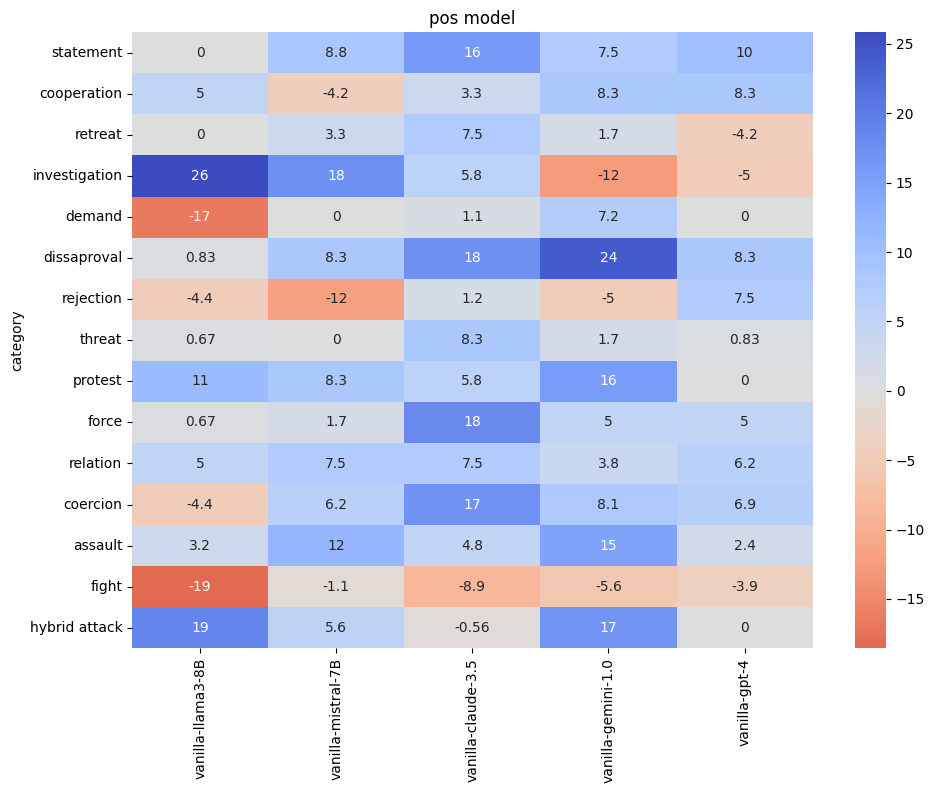 pos model
category
statement 0 8.8 16 7.5 10
cooperation 5 -4.2 3.3 8.3 8.3
retreat 0 3.3 7.5 1.7 -4.2
investigation 26 18 5.8 -12 -5
demand -17 0 1.1 7.2 0
dissaproval 0.83 8.3 18 24 8.3
rejection -4.4 -12 1.2 -5 7.5
threat 0.67 0 8.3 1.7 0.83
protest 11 8.3 5.8 16 0
force 0.67 1.7 18 5 5
relation 5 7.5 7.5 3.8 6.2
coercion -4.4 6.2 17 8.1 6.9
assault 3.2 12 4.8 15 2.4
fight -19 -1.1 -8.9 -5.6 -3.9
hybrid attack 19 5.6 -0.56 17 0
vanilla-llama3-8B
vanilla-mistral-7B
vanilla-claude-3.5
vanilla-gemini-1.0
vanilla-gpt-4
25
20
15
10
5
0
−5
−10
−15